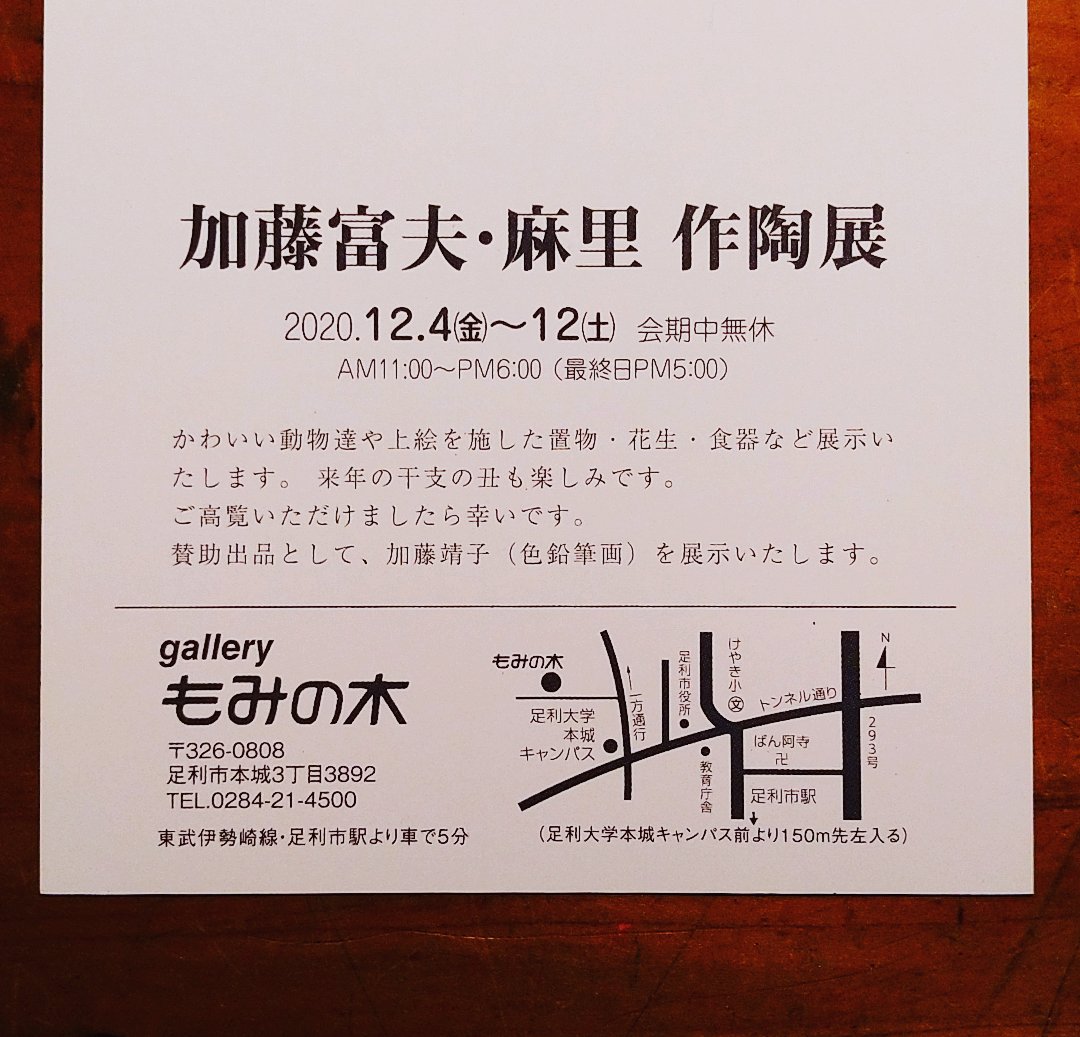 加藤富夫・麻里 作陶展
2020.12.4㈮～12㈯ 会期中無休
AM11:00～PM6:00（最終日PM5:00）
かわいい動物達や上絵を施した置物・花生・食器など展示い
たします。 来年の干支の丑も楽しみです。
ご高覧いただけましたら幸いです。
賛助出品として、加藤靖子（色鉛筆画）を展示いたします。
gallery
もみの木
〒326-0808
足利市本城3丁目3892
TEL.0284-21-4500
東武伊勢崎線・足利市駅より車で5分
もみの木
足利大学
本城
キャンパス
一方通行
足利市役所
けやき小
文
トンネル通り
N
293号
ばん阿寺
卍
教育庁舎
足利市駅
（足利大学本城キャンパス前より150m先左入る）